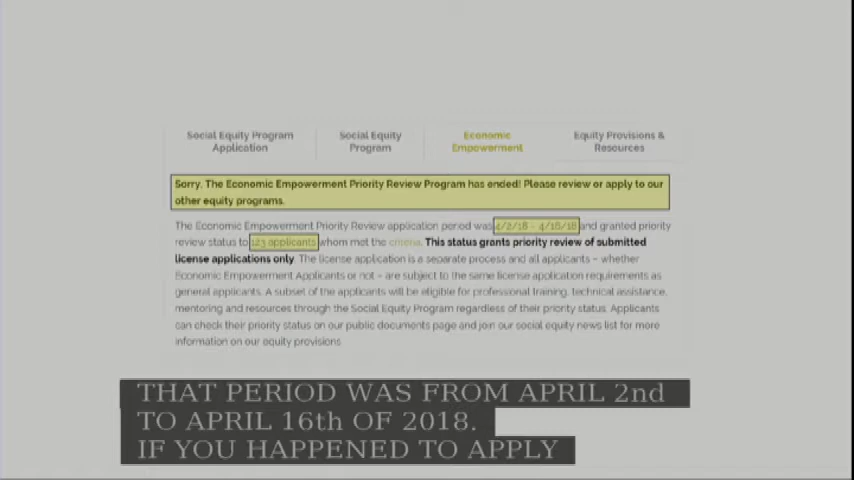 Social Equity Program Application
Social Equity Program
Economic Empowerment
Equity Provisions & Resources
Sorry. The Economic Empowerment Priority Review Program has ended! Please review or apply to our
other equity programs.
The Economic Empowerment Priority Review application period was 4/2/18 - 4/16/18 and granted priority
review status to 123 applicants whom met the criteria. This status grants priority review of submitted
license applications only. The license application is a separate process and all applicants – whether
Economic Empowerment Applicants or not – are subject to the same license application requirements as
general applicants. A subset of the applicants will be eligible for professional training, technical assistance,
mentoring and resources through the Social Equity Program regardless of their priority status. Applicants
can check their priority status on our public documents page and join our social equity news list for more
information on our equity provisions
THAT PERIOD WAS FROM APRIL 2nd
TO APRIL 16th OF 2018.
IF YOU HAPPENED TO APPLY